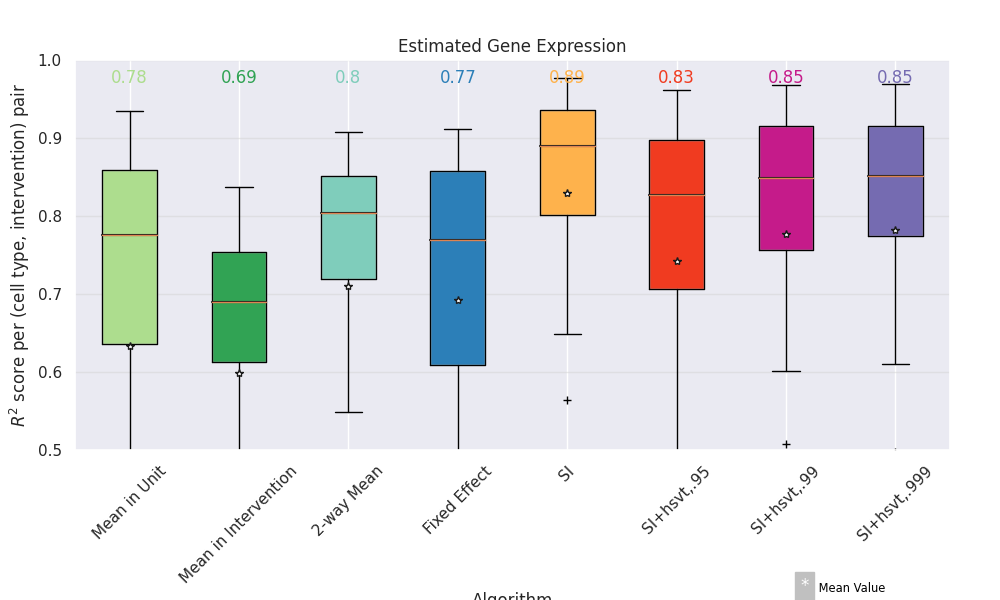 Estimated Gene Expression
1.0
0.9
0.8
0.7
0.6
0.5
R² score per (cell type, intervention) pair
0.78 0.69 0.8 0.77 0.89 0.83 0.85 0.85
Mean in Unit
Mean in Intervention
2-way Mean
Fixed Effect
SI
SI+hsvt,.95
SI+hsvt,.99
SI+hsvt,.999
Algorithm
* Mean Value